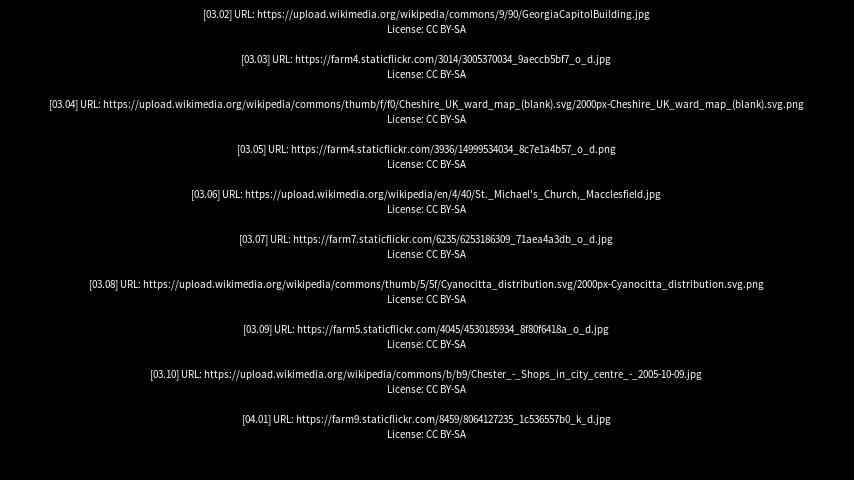 [03.02] URL: https://upload.wikimedia.org/wikipedia/commons/9/90/GeorgiaCapitolBuilding.jpg
License: CC BY-SA
[03.03] URL: https://farm4.staticflickr.com/3014/3005370034_9aeccb5bf7_o_d.jpg
License: CC BY-SA
[03.04] URL: https://upload.wikimedia.org/wikipedia/commons/thumb/f/f0/Cheshire_UK_ward_map_(blank).svg/2000px-Cheshire_UK_ward_map_(blank).svg.png
License: CC BY-SA
[03.05] URL: https://farm4.staticflickr.com/3936/14999534034_8c7e1a4b57_o_d.png
License: CC BY-SA
[03.06] URL: https://upload.wikimedia.org/wikipedia/en/4/40/St._Michael's_Church,_Macclesfield.jpg
License: CC BY-SA
[03.07] URL: https://farm7.staticflickr.com/6235/6253186309_71aea4a3db_o_d.jpg
License: CC BY-SA
[03.08] URL: https://upload.wikimedia.org/wikipedia/commons/thumb/5/5f/Cyanocitta_distribution.svg/2000px-Cyanocitta_distribution.svg.png
License: CC BY-SA
[03.09] URL: https://farm5.staticflickr.com/4045/4530185934_8f80f6418a_o_d.jpg
License: CC BY-SA
[03.10] URL: https://upload.wikimedia.org/wikipedia/commons/b/b9/Chester_-_Shops_in_city_centre_-_2005-10-09.jpg
License: CC BY-SA
[04.01] URL: https://farm9.staticflickr.com/8459/8064127235_1c536557b0_k_d.jpg
License: CC BY-SA